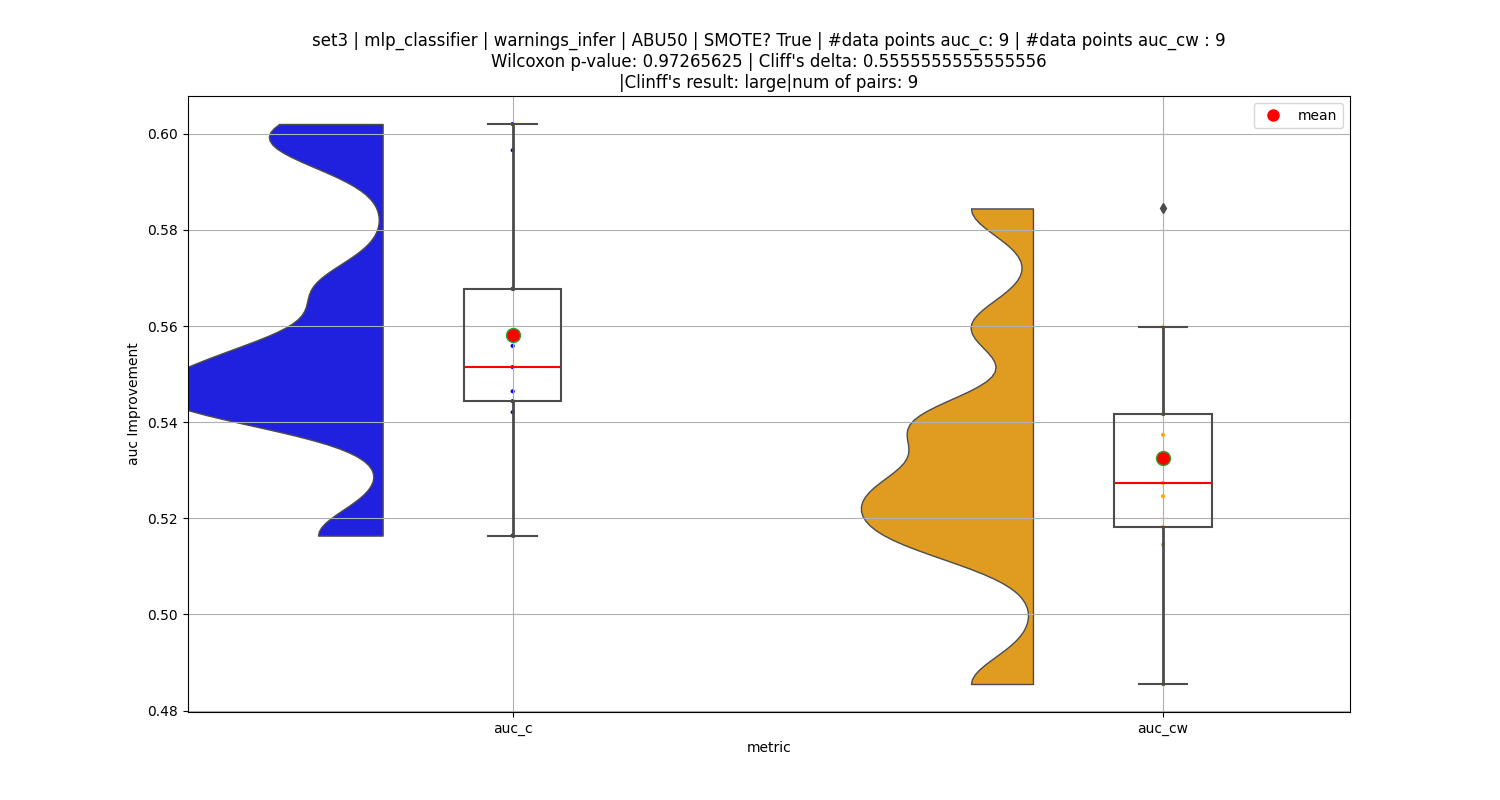 set3 | mlp_classifier | warnings_infer | ABU50 | SMOTE? True | #data points auc_c: 9 | #data points auc_cw : 9
Wilcoxon p-value: 0.97265625 | Cliff's delta: 0.5555555555555556
|Clinff's result: large|num of pairs: 9
mean
0.60
0.58
0.56
0.54
0.52
0.50
0.48
auc Improvement
auc_c
auc_cw
metric